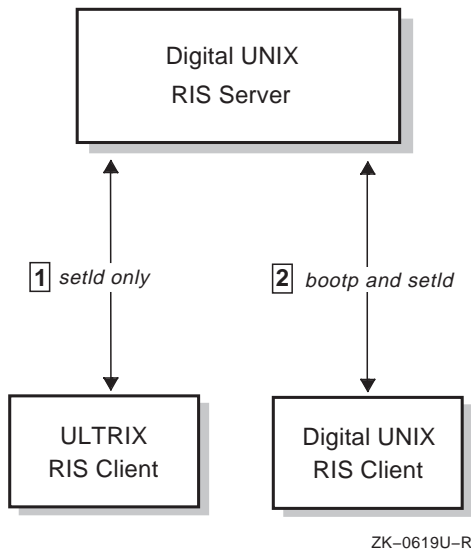 Digital UNIX
RIS Server
1 setld only
2 bootp and setld
ULTRIX
RIS Client
Digital UNIX
RIS Client
ZK–0619U–R